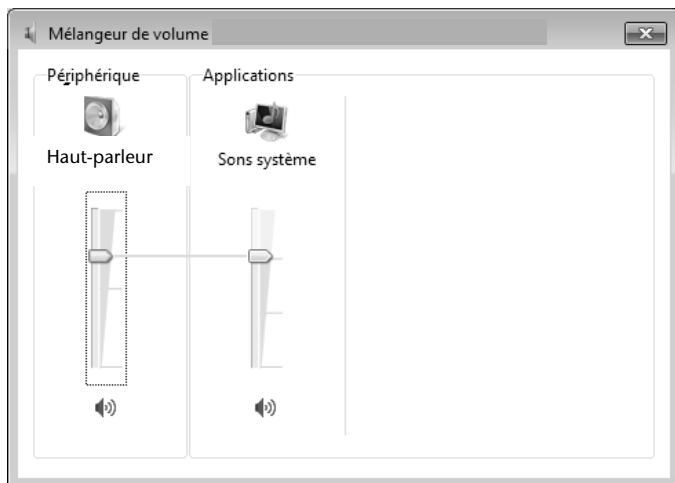 Mélangeur de volume
Périphérique
Applications
Haut-parleur
Sons système